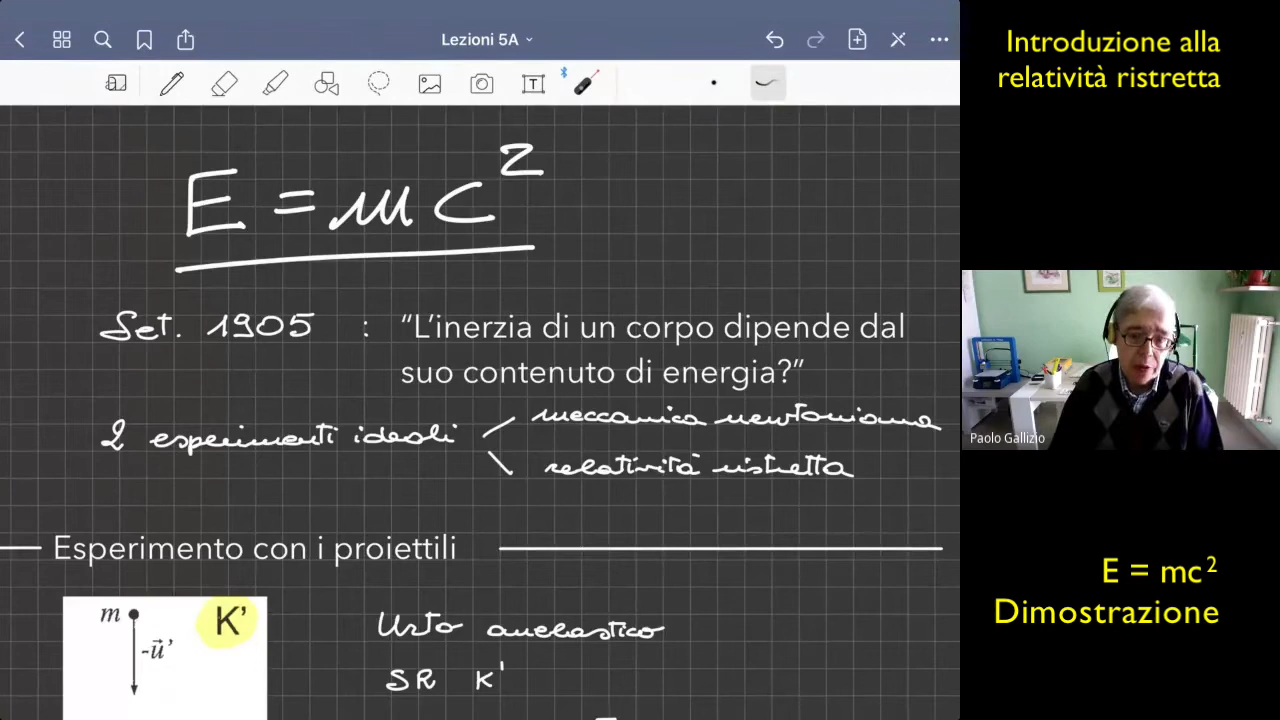 Lezioni 5A
T
E = mc²
Set. 1905 : "L'inerzia di un corpo dipende dal
suo contenuto di energia?"
2 esperimenti ideali
meccanica newtoniana
relatività ristretta
Esperimento con i proiettili
m
K'
-u⃗'
Urto anelastico
SR K'
Introduzione alla
relatività ristretta
Paolo Gallizio
E = mc²
Dimostrazione